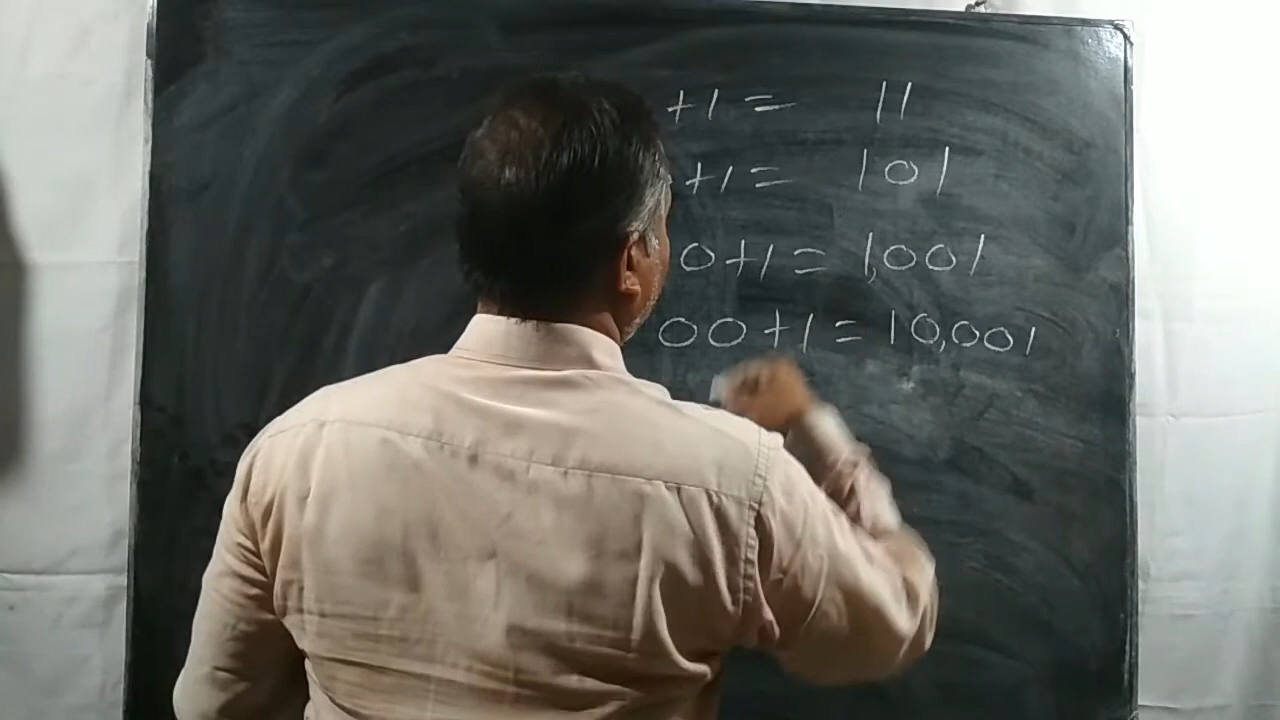 +1 = 11
+1 = 101
0+1 = 1,001
00+1 = 10,001